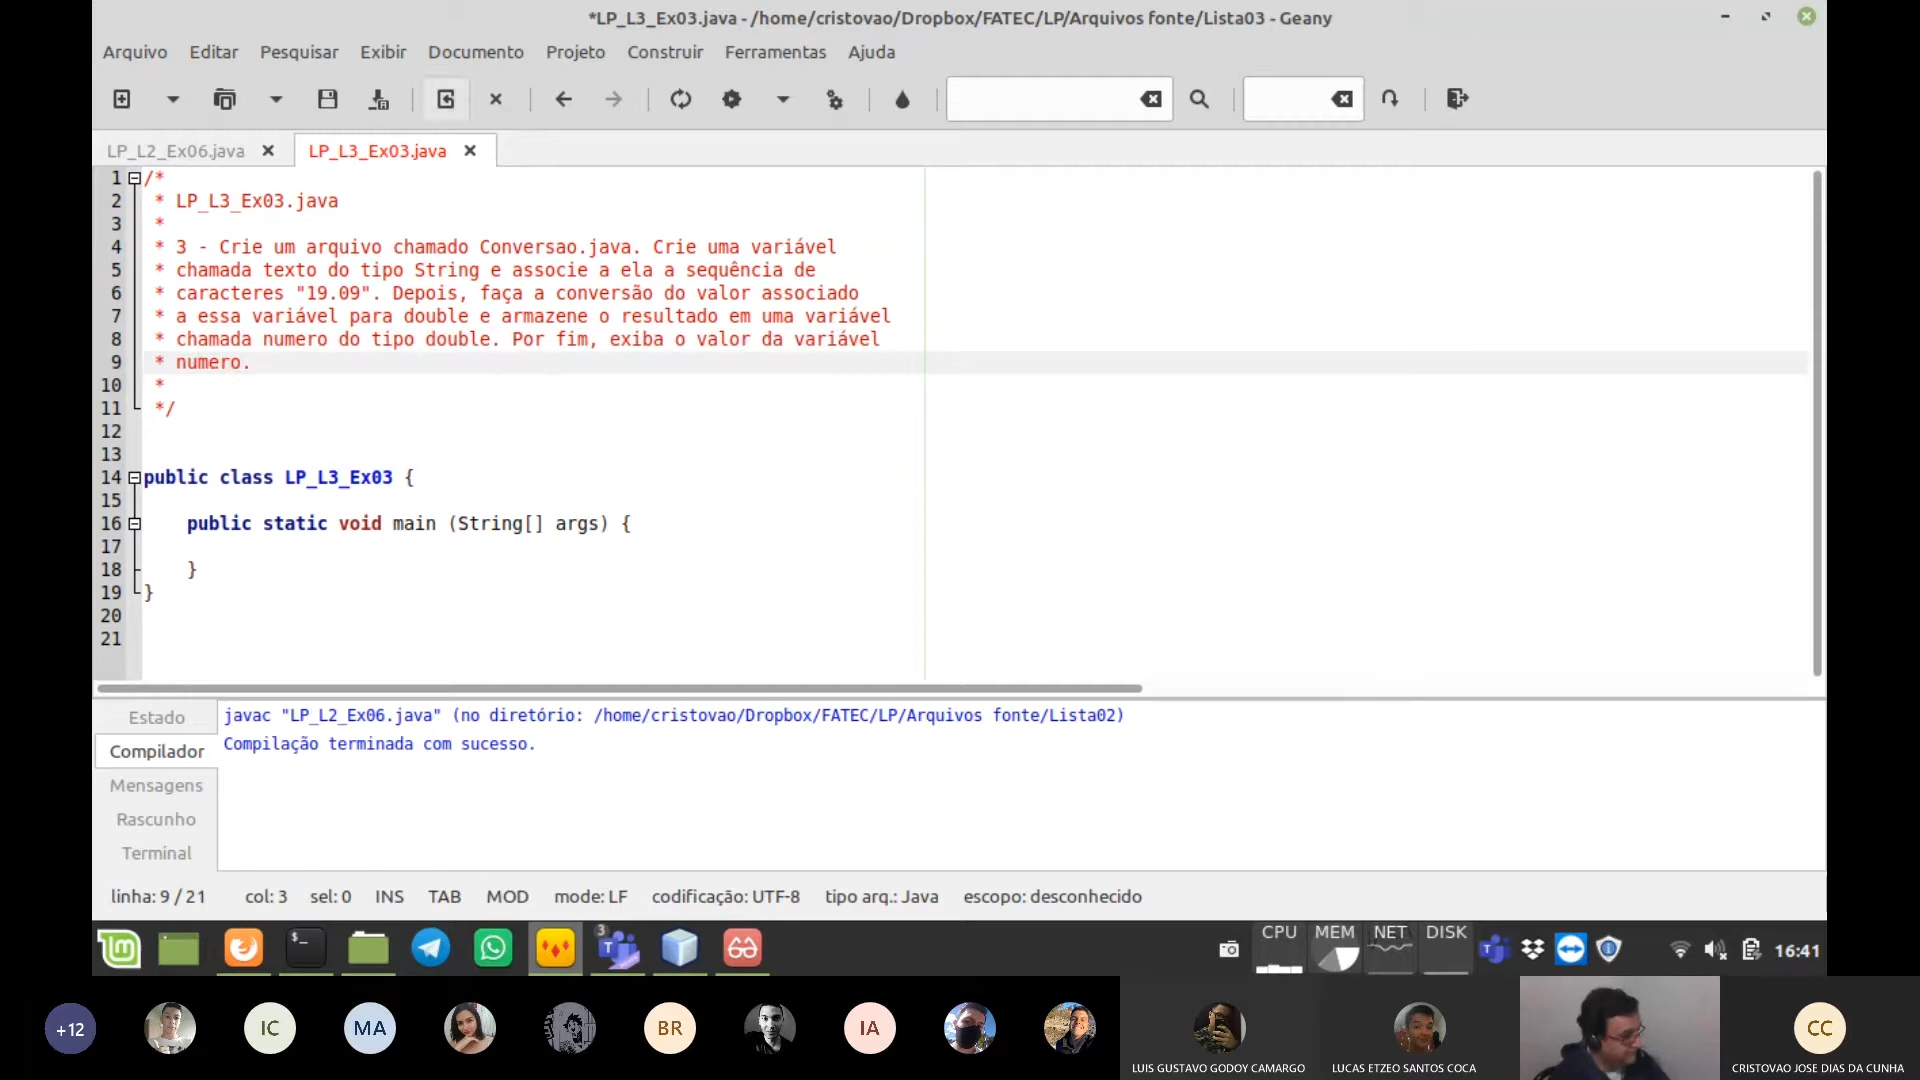 *LP_L3_Ex03.java - /home/cristovao/Dropbox/FATEC/LP/Arquivos fonte/Lista03 - Geany
Arquivo Editar Pesquisar Exibir Documento Projeto Construir Ferramentas Ajuda
LP_L2_Ex06.java LP_L3_Ex03.java
1 /*
2 * LP_L3_Ex03.java
3 *
4 * 3 - Crie um arquivo chamado Conversao.java. Crie uma variável
5 * chamada texto do tipo String e associe a ela a sequência de
6 * caracteres "19.09". Depois, faça a conversão do valor associado
7 * a essa variável para double e armazene o resultado em uma variável
8 * chamada numero do tipo double. Por fim, exiba o valor da variável
9 * numero.
10 *
11 */
12
13
14 public class LP_L3_Ex03 {
15
16 public static void main (String[] args) {
17
18 }
19 }
20
21
Estado
Compilador
Mensagens
Rascunho
Terminal
javac "LP_L2_Ex06.java" (no diretório: /home/cristovao/Dropbox/FATEC/LP/Arquivos fonte/Lista02)
Compilação terminada com sucesso.
linha: 9 / 21 col: 3 sel: 0 INS TAB MOD mode: LF codificação: UTF-8 tipo arq.: Java escopo: desconhecido
3 CPU MEM NET DISK 16:41
+12 IC MA BR IA CC
LUIS GUSTAVO GODOY CAMARGO LUCAS ETZEO SANTOS COCA CRISTOVAO JOSE DIAS DA CUNHA